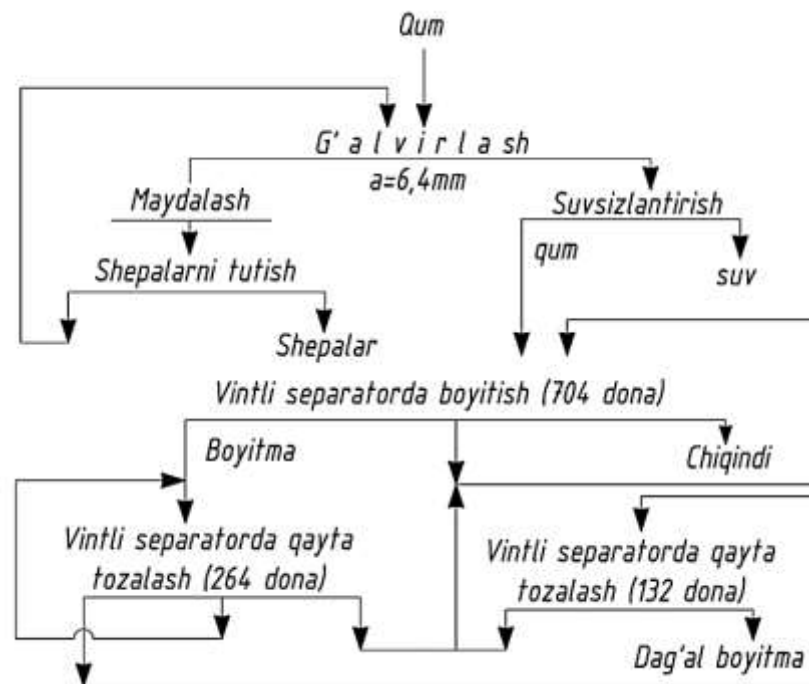 Qum
G'alvirlash
a=6,4mm
Maydalash
Suvsizlantirish
Shepalarni tutish
qum
suv
Shepalar
Vintli separatorda boyitish (704 dona)
Boyitma
Chiqindi
Vintli separatorda qayta
tozalash (264 dona)
Vintli separatorda qayta
tozalash (132 dona)
Dag'al boyitma